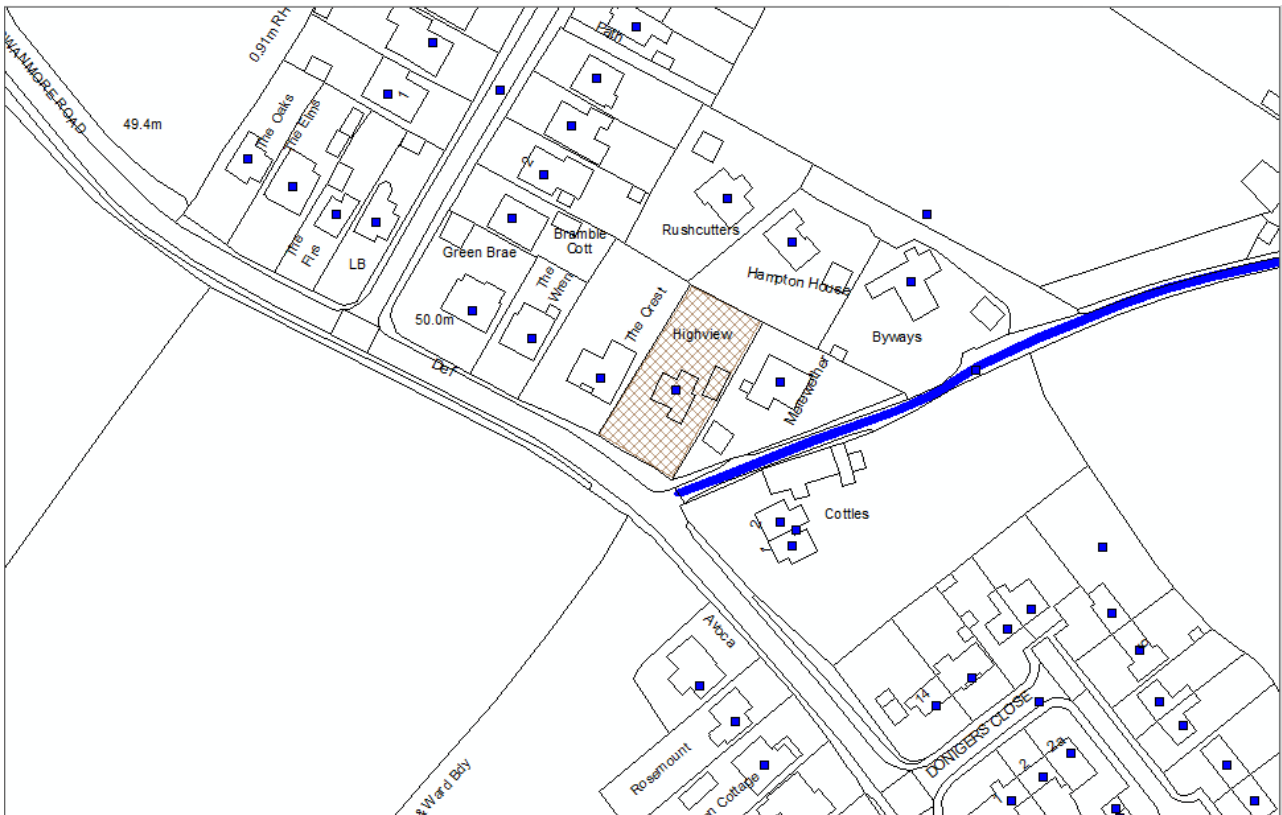 Path
0.91m RH
WANMORE ROAD
1
49.4m
The Oaks
The Elms
2
The
Firs
LB
Green Brae
Bramble
Cott
The
Wren
Rushcutters
Hampton House
The Crest
Highview
50.0m
Def
Byways
Merewether
2
Cottles
1
Avoca
14
DONIGERS CLOSE
Rosemount
2a
2
1
n Cottage
& Ward Bdy